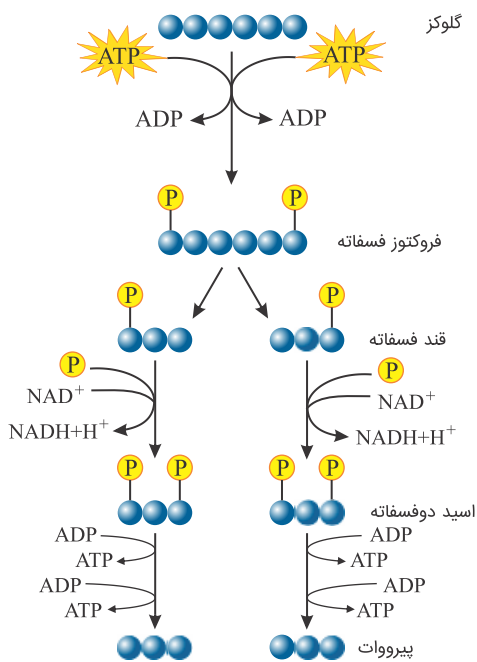 گلوکز
ATP ATP
ADP ADP
P P
فروکتوز فسفاته
P P
قند فسفاته
P P
NAD+ NAD+
NADH+H+ NADH+H+
P P P P
اسید دوفسفاته
ADP ADP
ATP ATP
ADP ADP
ATP ATP
پیرووات